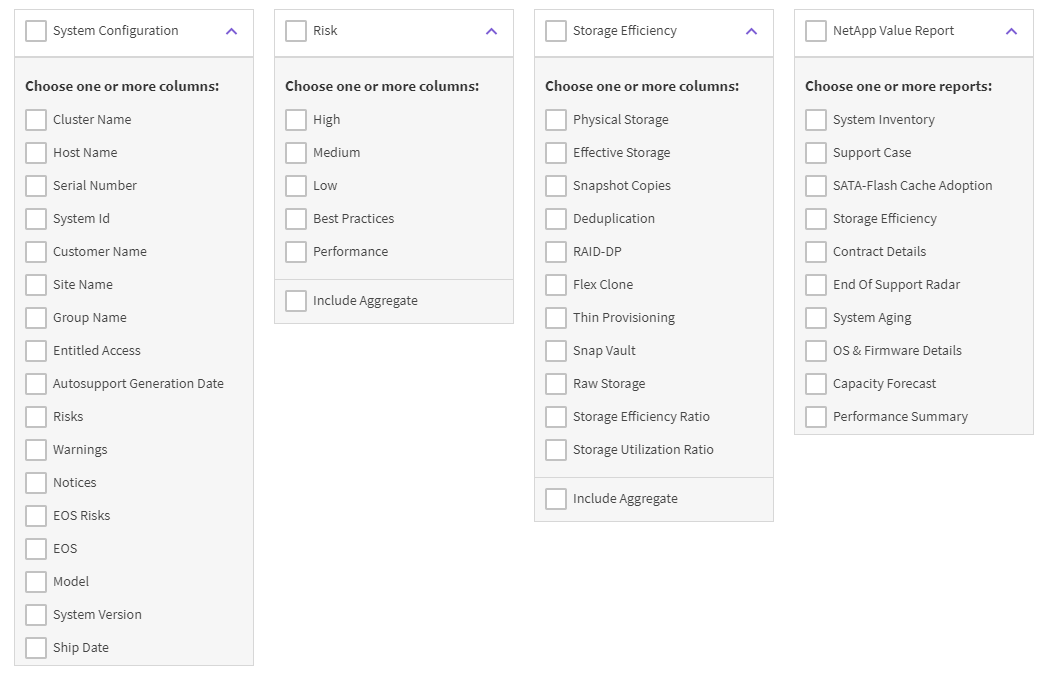 System Configuration
Choose one or more columns:
Cluster Name
Host Name
Serial Number
System Id
Customer Name
Site Name
Group Name
Entitled Access
Autosupport Generation Date
Risks
Warnings
Notices
EOS Risks
EOS
Model
System Version
Ship Date
Risk
Choose one or more columns:
High
Medium
Low
Best Practices
Performance
Include Aggregate
Storage Efficiency
Choose one or more columns:
Physical Storage
Effective Storage
Snapshot Copies
Deduplication
RAID-DP
Flex Clone
Thin Provisioning
Snap Vault
Raw Storage
Storage Efficiency Ratio
Storage Utilization Ratio
Include Aggregate
NetApp Value Report
Choose one or more reports:
System Inventory
Support Case
SATA-Flash Cache Adoption
Storage Efficiency
Contract Details
End Of Support Radar
System Aging
OS & Firmware Details
Capacity Forecast
Performance Summary